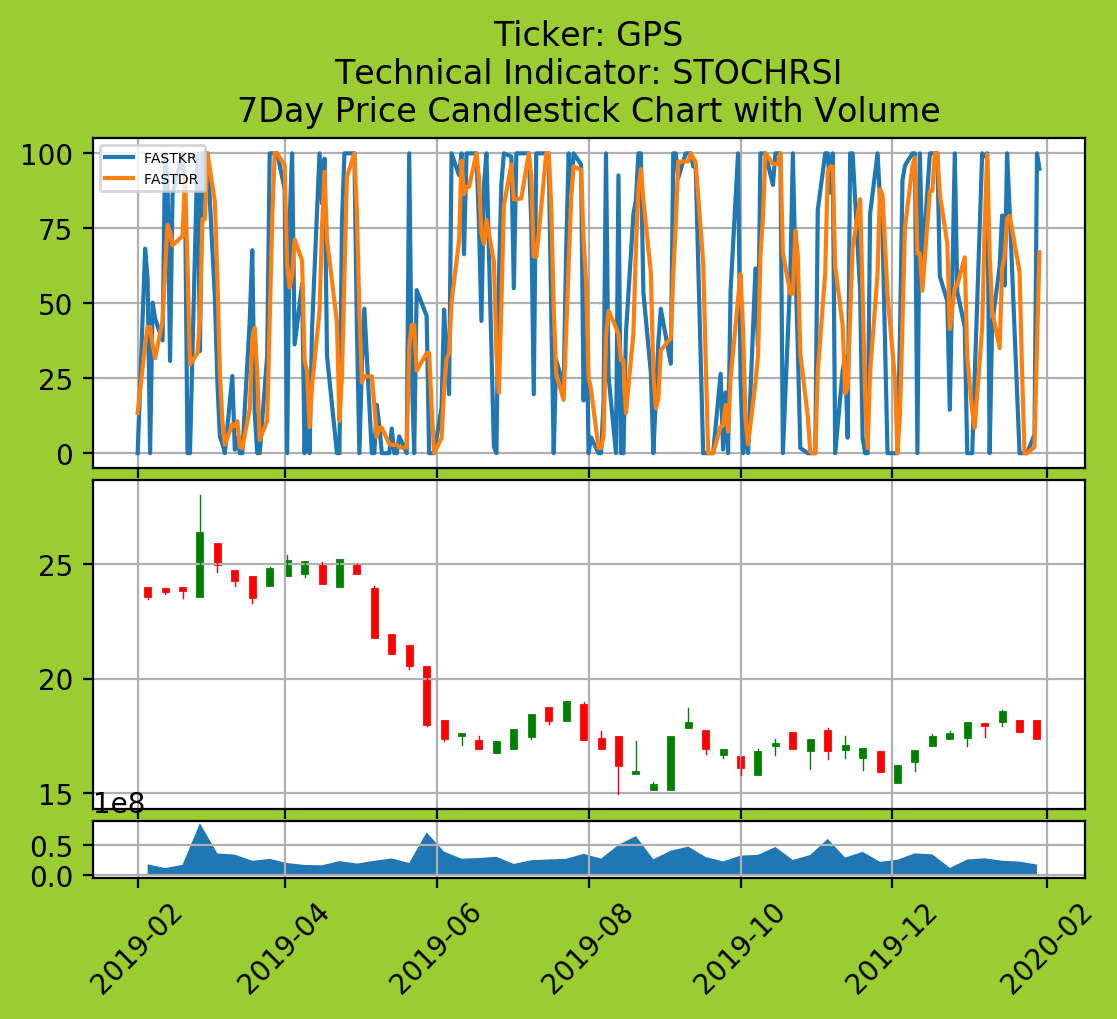 Ticker: GPS
Technical Indicator: STOCHRSI
7Day Price Candlestick Chart with Volume
100
75
50
25
0
FASTKR
FASTDR
25
20
15
1e8
0.5
0.0
2019-02
2019-04
2019-06
2019-08
2019-10
2019-12
2020-02